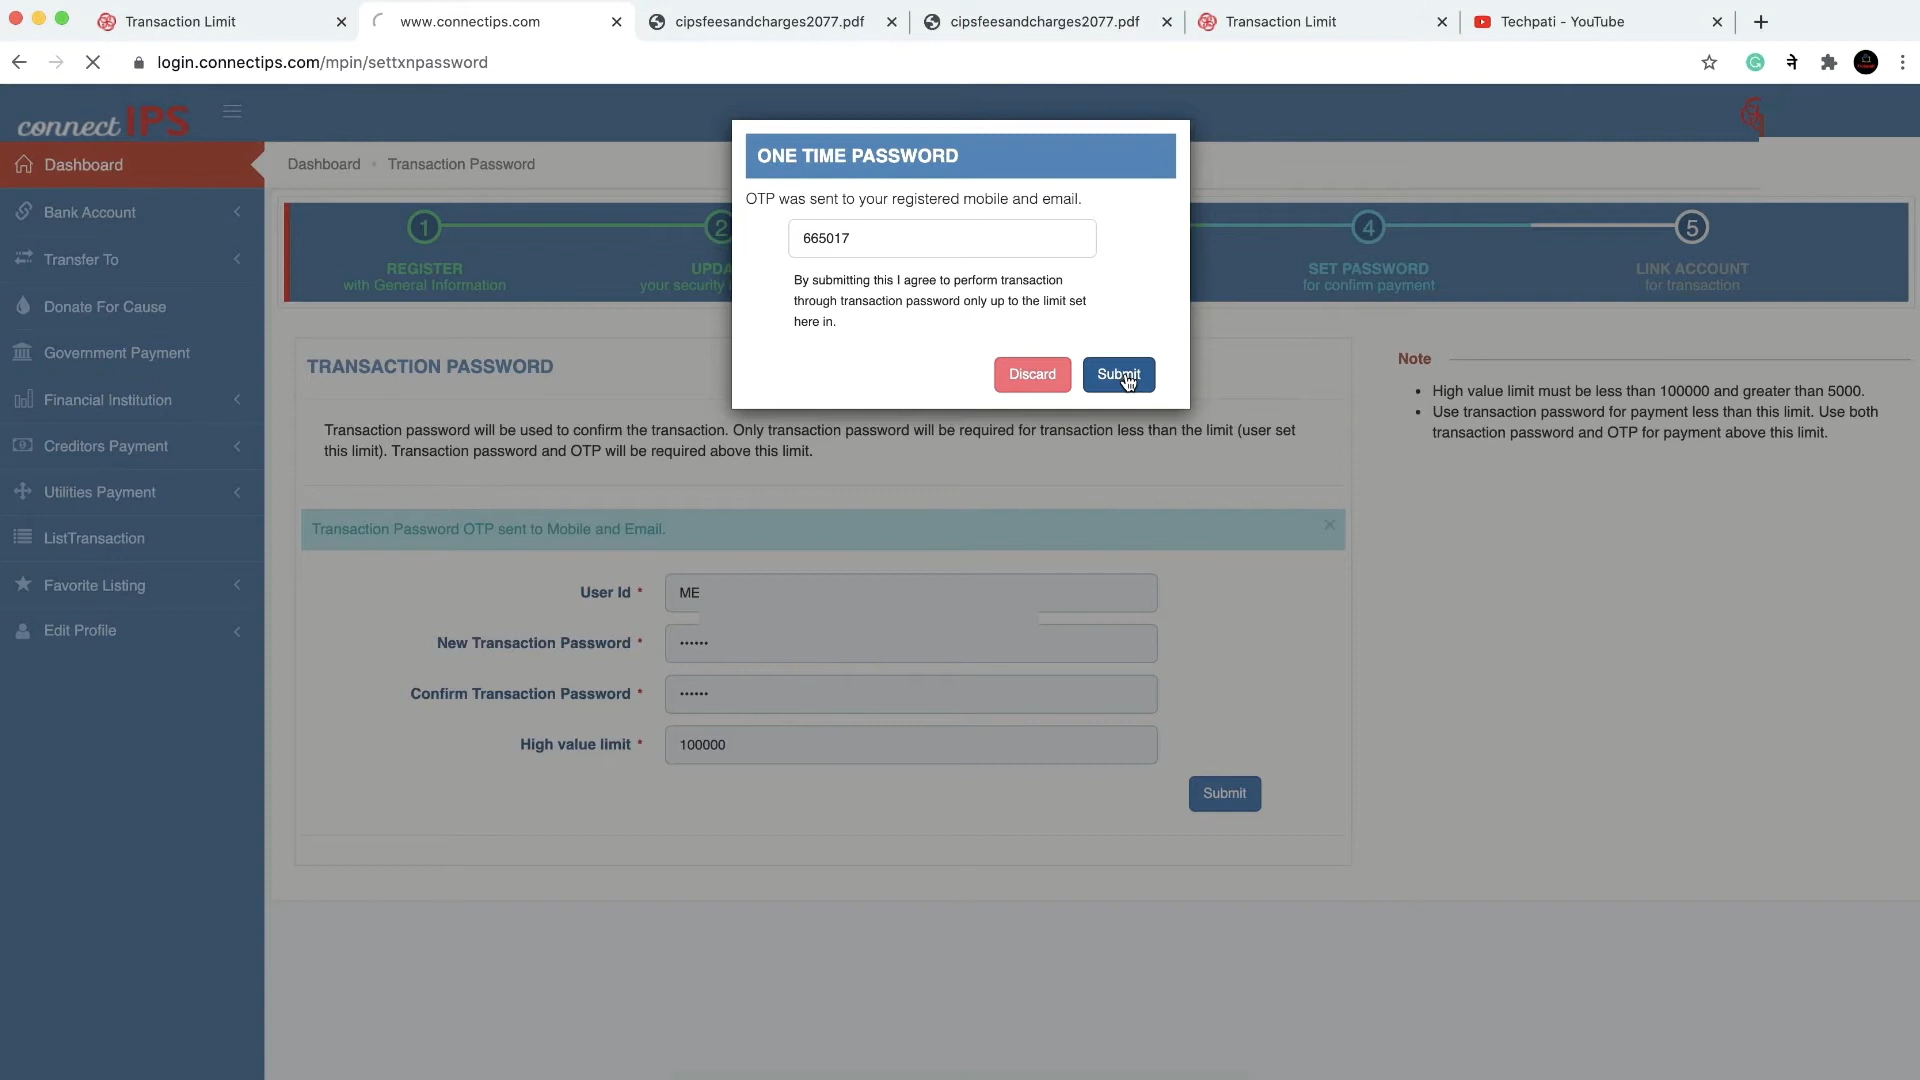 Transaction Limit
www.connectips.com
cipsfeesandcharges2077.pdf
cipsfeesandcharges2077.pdf
Transaction Limit
Techpati - YouTube
login.connectips.com/mpin/settxnpassword
ने
connectIPS
Dashboard
Bank Account
Transfer To
Donate For Cause
Government Payment
Financial Institution
Creditors Payment
Utilities Payment
ListTransaction
Favorite Listing
Edit Profile
Dashboard • Transaction Password
1
REGISTER
with General Information
2
UPDA
your security i
4
SET PASSWORD
for confirm payment
5
LINK ACCOUNT
for transaction
ONE TIME PASSWORD
OTP was sent to your registered mobile and email.
665017
By submitting this I agree to perform transaction
through transaction password only up to the limit set
here in.
Discard
Submit
TRANSACTION PASSWORD
Transaction password will be used to confirm the transaction. Only transaction password will be required for transaction less than the limit (user set
this limit). Transaction password and OTP will be required above this limit.
Transaction Password OTP sent to Mobile and Email.
User Id * ME
New Transaction Password * ••••••
Confirm Transaction Password * ••••••
High value limit * 100000
Submit
Note
• High value limit must be less than 100000 and greater than 5000.
• Use transaction password for payment less than this limit. Use both
transaction password and OTP for payment above this limit.